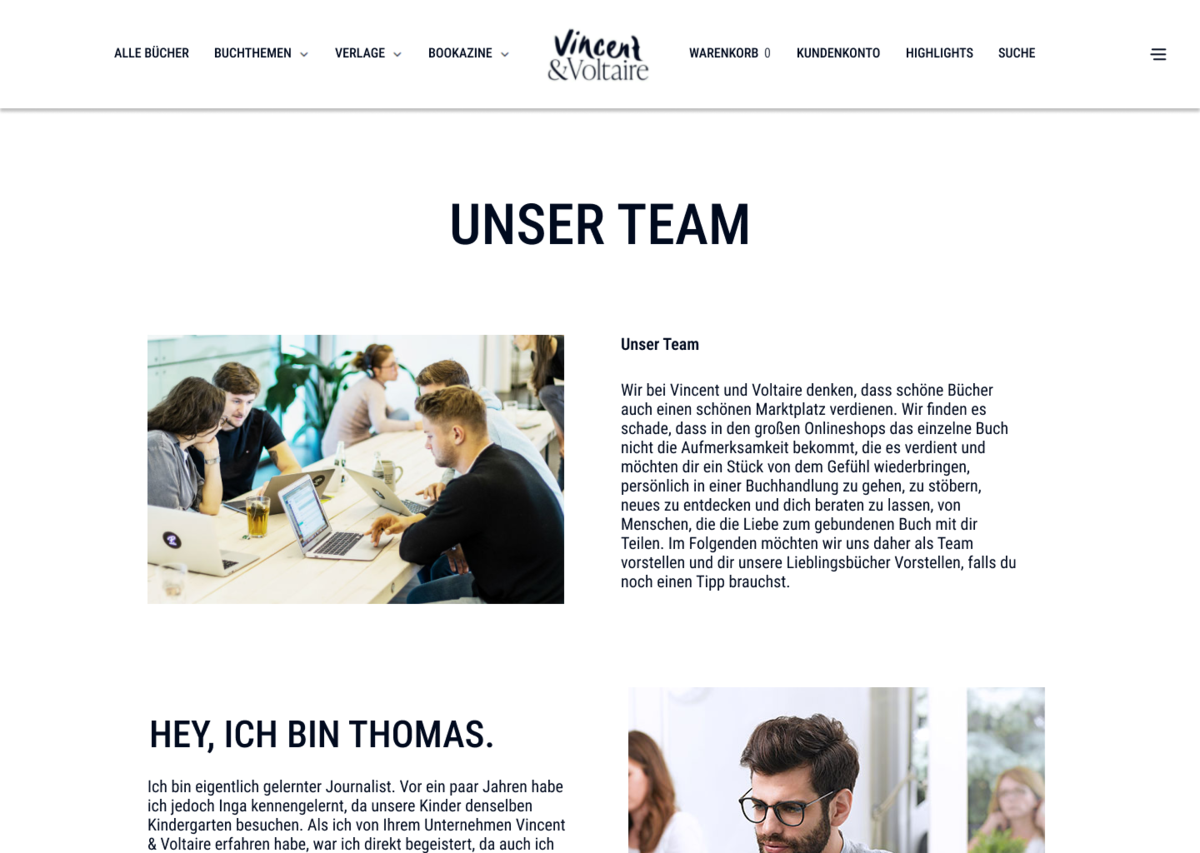 ALLE BÜCHER BUCHTHEMEN VERLAGE BOOKAZINE Vincent &Voltaire WARENKORB 0 KUNDENKONTO HIGHLIGHTS SUCHE
UNSER TEAM
Unser Team
Wir bei Vincent und Voltaire denken, dass schöne Bücher
auch einen schönen Marktplatz verdienen. Wir finden es
schade, dass in den großen Onlineshops das einzelne Buch
nicht die Aufmerksamkeit bekommt, die es verdient und
möchten dir ein Stück von dem Gefühl wiederbringen,
persönlich in einer Buchhandlung zu gehen, zu stöbern,
neues zu entdecken und dich beraten zu lassen, von
Menschen, die die Liebe zum gebundenen Buch mit dir
Teilen. Im Folgenden möchten wir uns daher als Team
vorstellen und dir unsere Lieblingsbücher Vorstellen, falls du
noch einen Tipp brauchst.
HEY, ICH BIN THOMAS.
Ich bin eigentlich gelernter Journalist. Vor ein paar Jahren habe
ich jedoch Inga kennengelernt, da unsere Kinder denselben
Kindergarten besuchen. Als ich von Ihrem Unternehmen Vincent
& Voltaire erfahren habe, war ich direkt begeistert, da auch ich